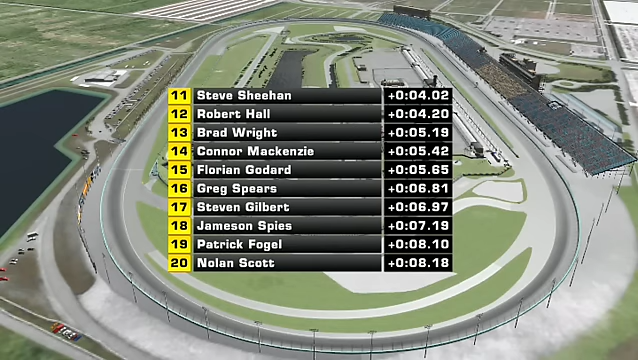 11 Steve Sheehan +0:04.02
12 Robert Hall +0:04.20
13 Brad Wright +0:05.19
14 Connor Mackenzie +0:05.42
15 Florian Godard +0:05.65
16 Greg Spears +0:06.81
17 Steven Gilbert +0:06.97
18 Jameson Spies +0:07.19
19 Patrick Fogel +0:08.10
20 Nolan Scott +0:08.18